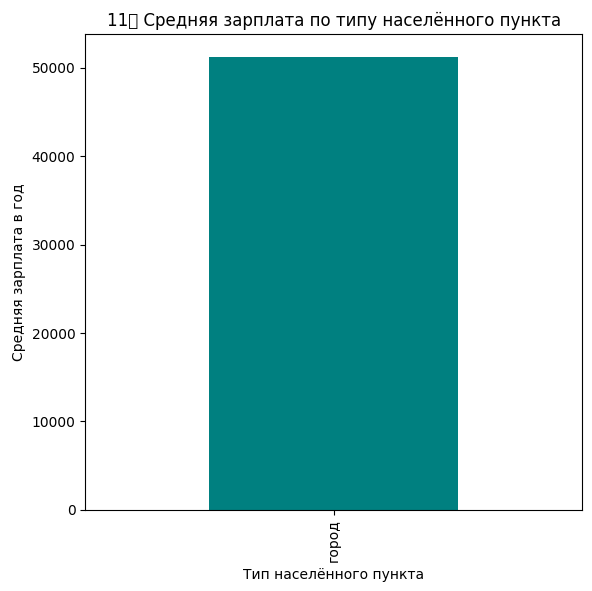 11 Средняя зарплата по типу населённого пункта
50000
40000
30000
20000
10000
0
Средняя зарплата в год
город
Тип населённого пункта